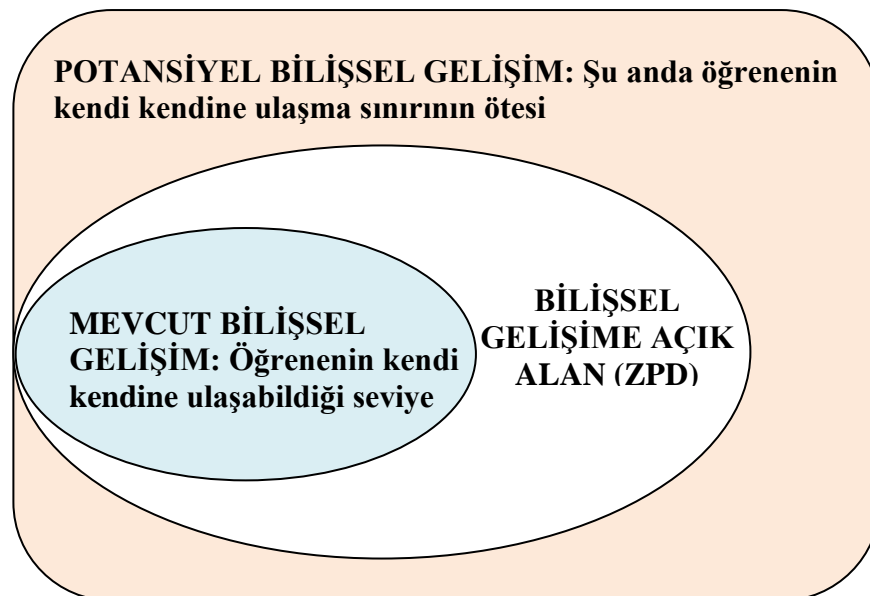 POTANSİYEL BİLİŞSEL GELİŞİM: Şu anda öğrenenin
kendi kendine ulaşma sınırının ötesi
MEVCUT BİLİŞSEL
GELİŞİM: Öğrenenin kendi
kendine ulaşabildiği seviye
BİLİŞSEL
GELİŞİME AÇIK
ALAN (ZPD)